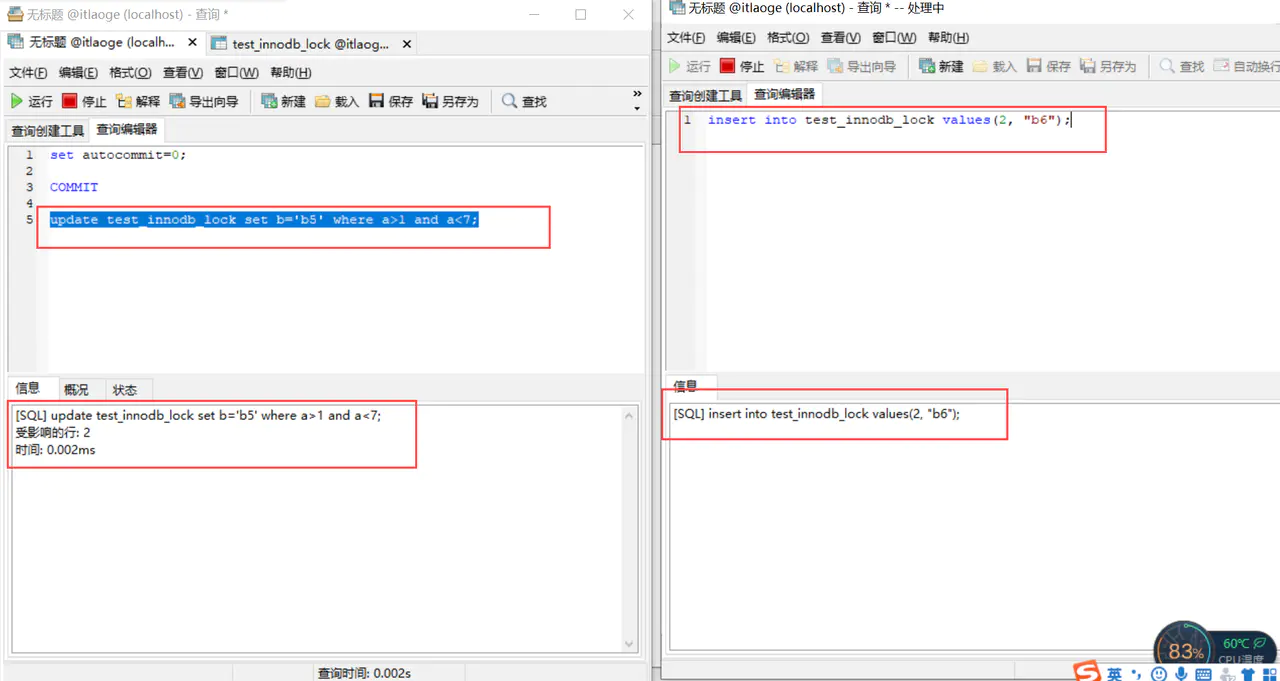 无标题 @itlaoge (localhost) - 查询 *
无标题 @itlaoge (localh... test_innodb_lock @itlaog...
文件(F) 编辑(E) 格式(O) 查看(V) 窗口(W) 帮助(H)
运行 停止 解释 导出向导 新建 载入 保存 另存为 查找 »
查询创建工具 查询编辑器
1 set autocommit=0;
2
3 COMMIT
4
5 update test_innodb_lock set b='b5' where a>1 and a<7;
信息 概况 状态
[SQL] update test_innodb_lock set b='b5' where a>1 and a<7;
受影响的行: 2
时间: 0.002ms
查询时间: 0.002s
无标题 @itlaoge (localhost) - 查询 * -- 处理中
文件(F) 编辑(E) 格式(O) 查看(V) 窗口(W) 帮助(H)
运行 停止 解释 导出向导 新建 载入 保存 另存为 查找 自动换行
查询创建工具 查询编辑器
1 insert into test_innodb_lock values(2, "b6");
信息
[SQL] insert into test_innodb_lock values(2, "b6");
83% 60℃
CPU温度
英